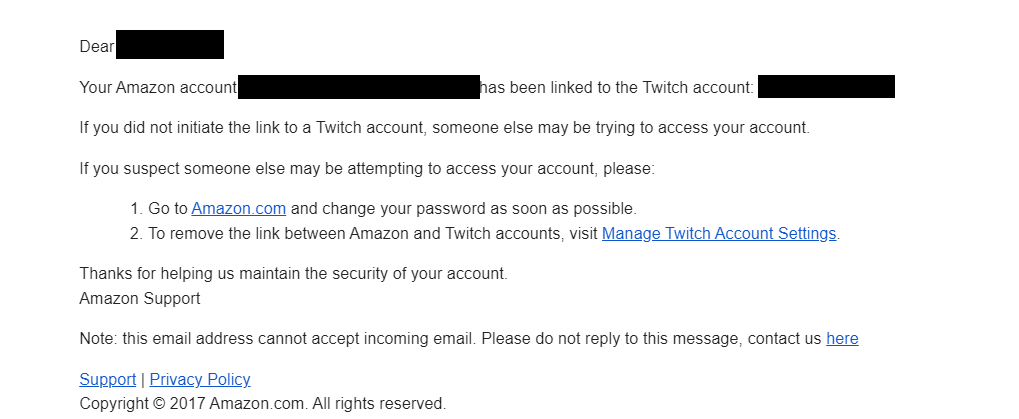 Dear
Your Amazon account has been linked to the Twitch account:
If you did not initiate the link to a Twitch account, someone else may be trying to access your account.
If you suspect someone else may be attempting to access your account, please:
1. Go to Amazon.com and change your password as soon as possible.
2. To remove the link between Amazon and Twitch accounts, visit Manage Twitch Account Settings.
Thanks for helping us maintain the security of your account.
Amazon Support
Note: this email address cannot accept incoming email. Please do not reply to this message, contact us here
Support | Privacy Policy
Copyright © 2017 Amazon.com. All rights reserved.